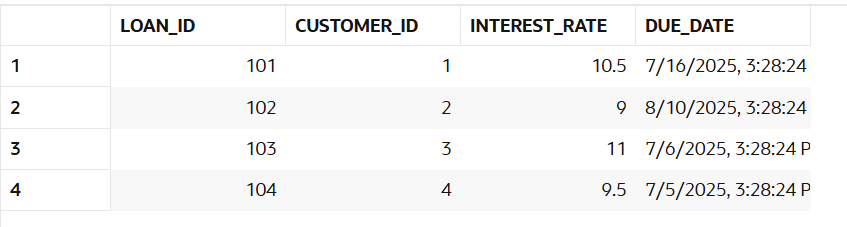 LOAN_ID CUSTOMER_ID INTEREST_RATE DUE_DATE
1 101 1 10.5 7/16/2025, 3:28:24
2 102 2 9 8/10/2025, 3:28:24
3 103 3 11 7/6/2025, 3:28:24 P
4 104 4 9.5 7/5/2025, 3:28:24 P